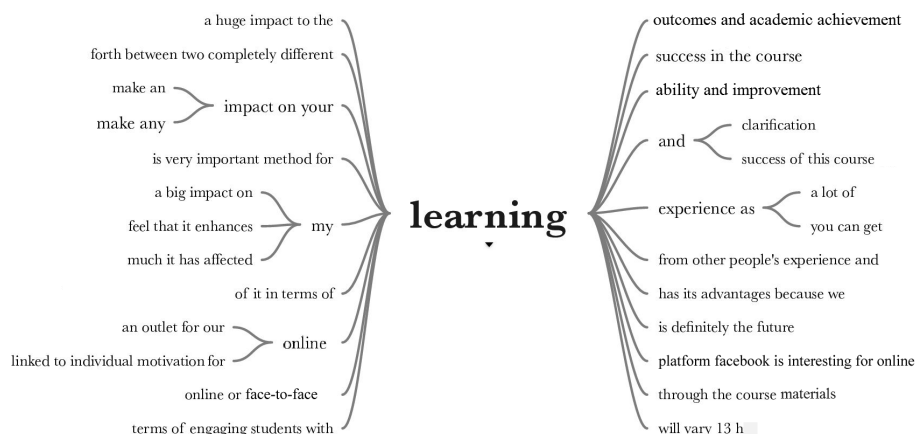 a huge impact to the
forth between two completely different
make an
impact on your
make any
is very important method for
a big impact on
feel that it enhances
my
much it has affected
of it in terms of
an outlet for our
online
linked to individual motivation for
online or face-to-face
terms of engaging students with
learning
outcomes and academic achievement
success in the course
ability and improvement
and
clarification
success of this course
experience as
a lot of
you can get
from other people's experience and
has its advantages because we
is definitely the future
platform facebook is interesting for online
through the course materials
will vary 13 h